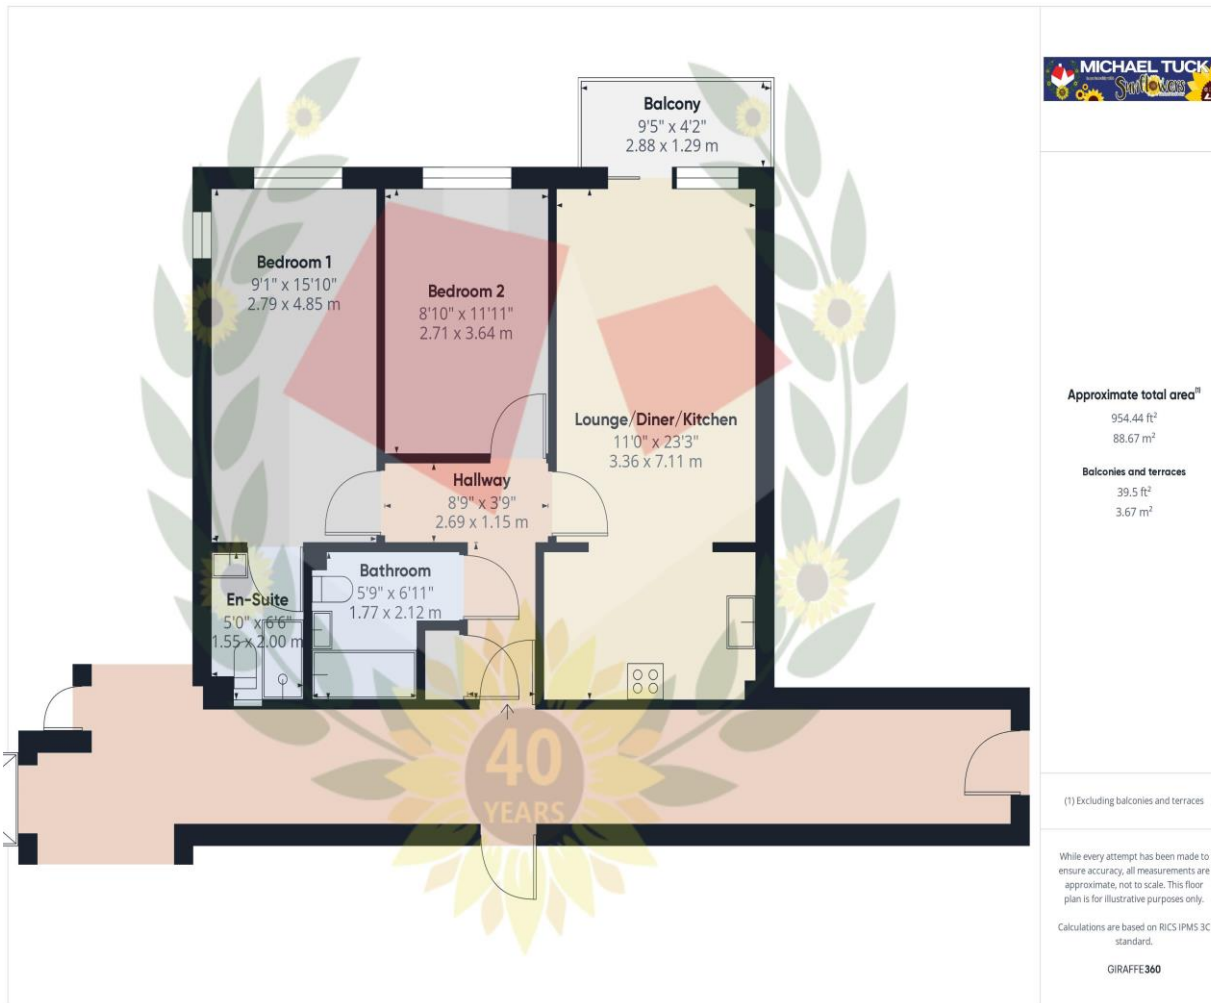 MICHAEL TUCK
Sunflowers
Balcony
9'5" x 4'2"
2.88 x 1.29 m
Bedroom 1
9'1" x 15'10"
2.79 x 4.85 m
Bedroom 2
8'10" x 11'11"
2.71 x 3.64 m
Lounge/Diner/Kitchen
11'0" x 23'3"
3.36 x 7.11 m
Hallway
8'9" x 3'9"
2.69 x 1.15 m
Bathroom
5'9" x 6'11"
1.77 x 2.12 m
En-Suite
5'0" x 6'6"
1.55 x 2.00 m
40
YEARS
Approximate total area(1)
954.44 ft²
88.67 m²
Balconies and terraces
39.5 ft²
3.67 m²
(1) Excluding balconies and terraces
While every attempt has been made to
ensure accuracy, all measurements are
approximate, not to scale. This floor
plan is for illustrative purposes only.
Calculations are based on RICS IPMS 3C
standard.
GIRAFFE360